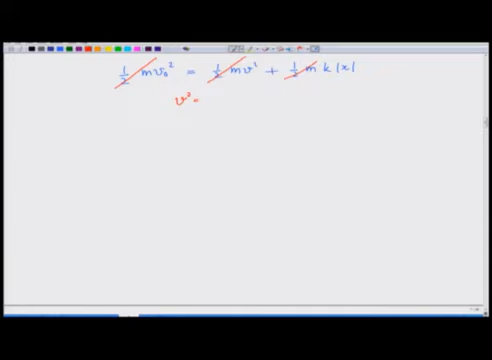 ½ mv₀² = ½ mv² + ½ m k |x|
v² =